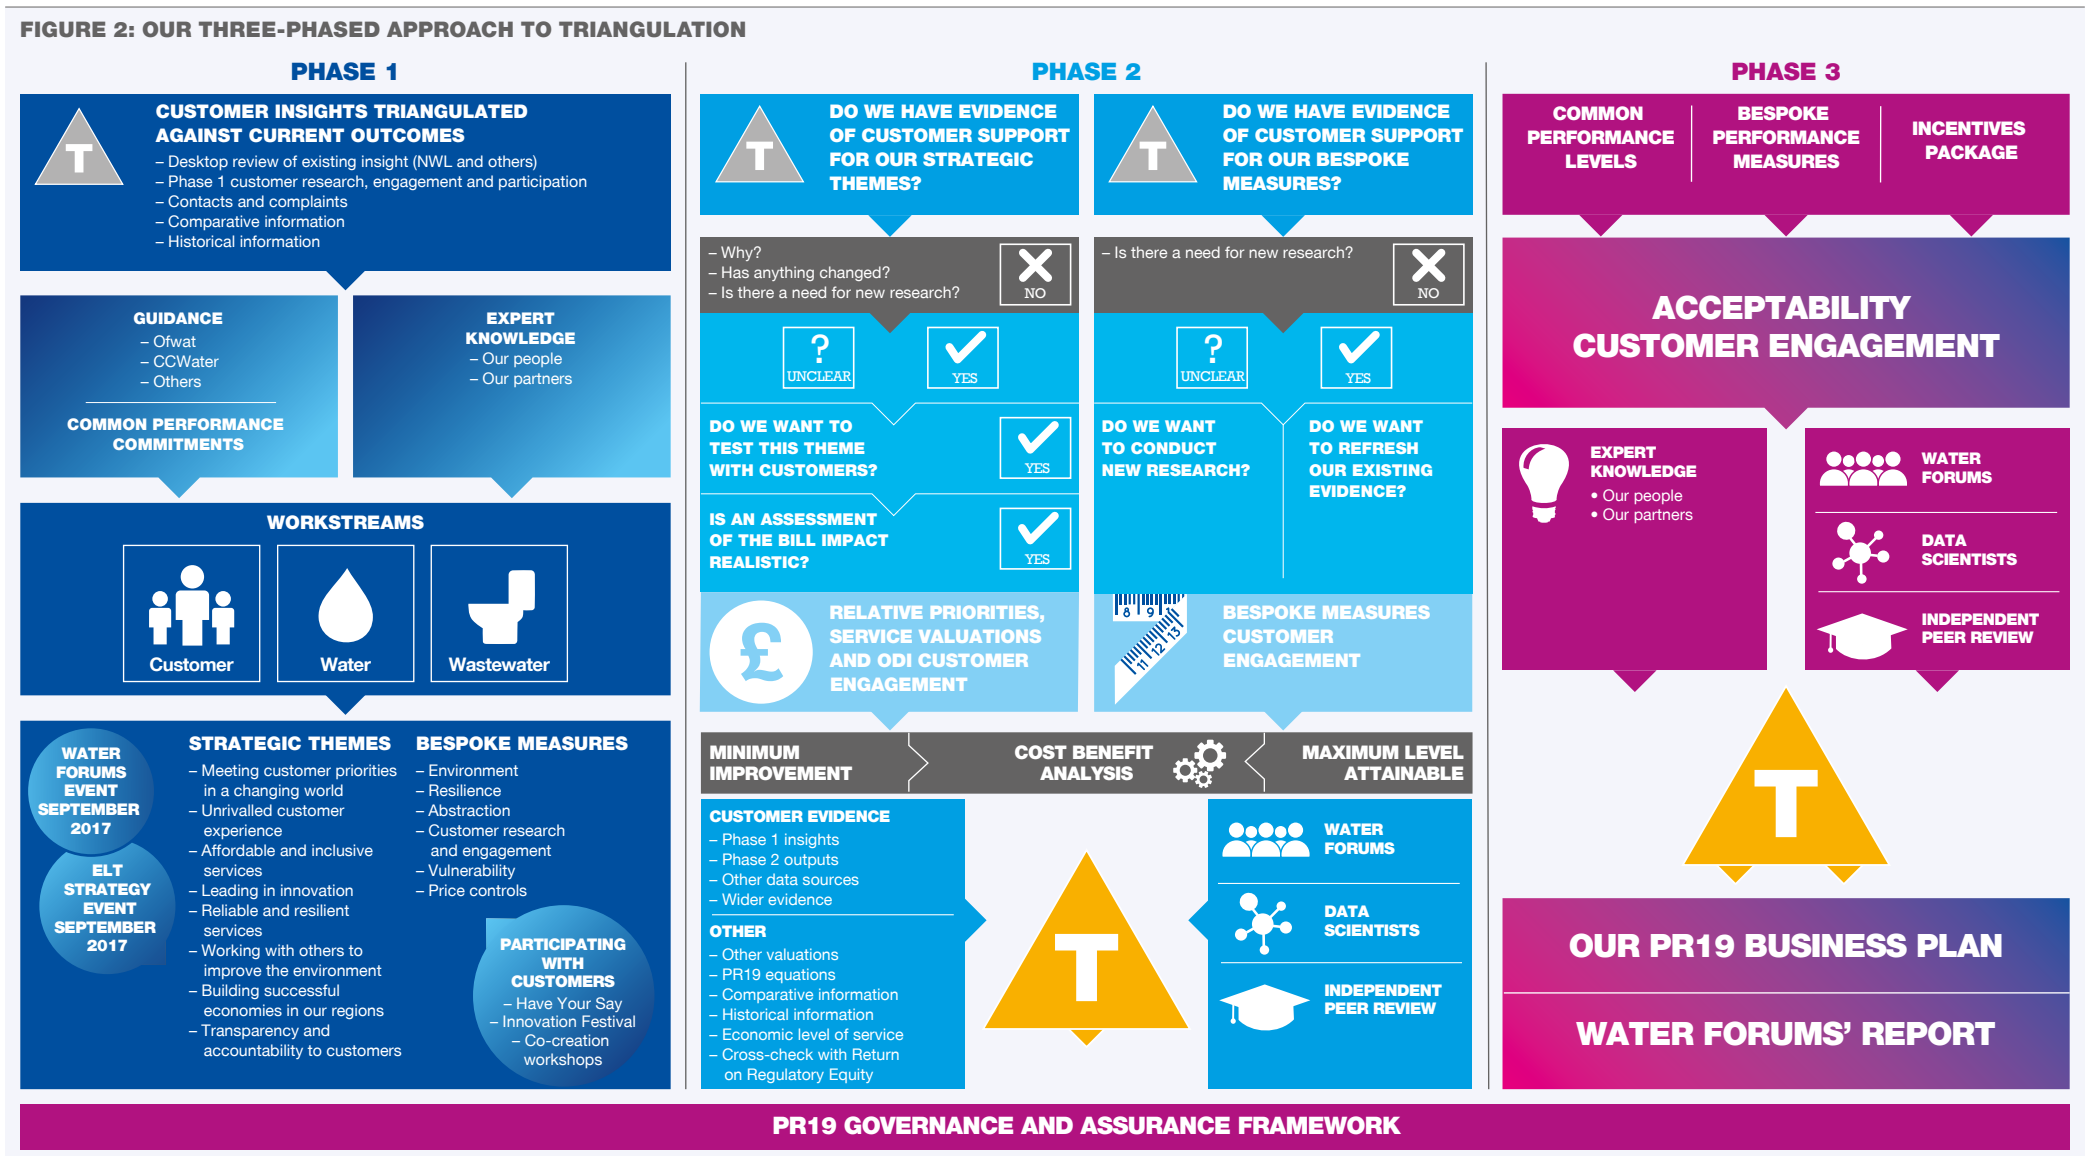 FIGURE 2: OUR THREE-PHASED APPROACH TO TRIANGULATION
PHASE 1
T
CUSTOMER INSIGHTS TRIANGULATED
AGAINST CURRENT OUTCOMES
– Desktop review of existing insight (NWL and others)
– Phase 1 customer research, engagement and participation
– Contacts and complaints
– Comparative information
– Historical information
GUIDANCE
– Ofwat
– CCWater
– Others
COMMON PERFORMANCE
COMMITMENTS
EXPERT
KNOWLEDGE
– Our people
– Our partners
WORKSTREAMS
Customer
Water
Wastewater
WATER
FORUMS
EVENT
SEPTEMBER
2017
ELT
STRATEGY
EVENT
SEPTEMBER
2017
STRATEGIC THEMES
– Meeting customer priorities
in a changing world
– Unrivalled customer
experience
– Affordable and inclusive
services
– Leading in innovation
– Reliable and resilient
services
– Working with others to
improve the environment
– Building successful
economies in our regions
– Transparency and
accountability to customers
BESPOKE MEASURES
– Environment
– Resilience
– Abstraction
– Customer research
and engagement
– Vulnerability
– Price controls
PARTICIPATING
WITH
CUSTOMERS
– Have Your Say
– Innovation Festival
– Co-creation
workshops
PHASE 2
T
DO WE HAVE EVIDENCE
OF CUSTOMER SUPPORT
FOR OUR STRATEGIC
THEMES?
– Why?
– Has anything changed?
– Is there a need for new research?
NO
?
UNCLEAR
YES
DO WE WANT TO
TEST THIS THEME
WITH CUSTOMERS?
YES
IS AN ASSESSMENT
OF THE BILL IMPACT
REALISTIC?
YES
£
RELATIVE PRIORITIES,
SERVICE VALUATIONS
AND ODI CUSTOMER
ENGAGEMENT
T
DO WE HAVE EVIDENCE
OF CUSTOMER SUPPORT
FOR OUR BESPOKE
MEASURES?
– Is there a need for new research?
NO
?
UNCLEAR
YES
DO WE WANT
TO CONDUCT
NEW RESEARCH?
DO WE WANT
TO REFRESH
OUR EXISTING
EVIDENCE?
8 9 1
11 12 13
BESPOKE MEASURES
CUSTOMER
ENGAGEMENT
MINIMUM
IMPROVEMENT
COST BENEFIT
ANALYSIS
MAXIMUM LEVEL
ATTAINABLE
CUSTOMER EVIDENCE
– Phase 1 insights
– Phase 2 outputs
– Other data sources
– Wider evidence
OTHER
– Other valuations
– PR19 equations
– Comparative information
– Historical information
– Economic level of service
– Cross-check with Return
on Regulatory Equity
T
WATER
FORUMS
DATA
SCIENTISTS
INDEPENDENT
PEER REVIEW
PHASE 3
COMMON
PERFORMANCE
LEVELS
BESPOKE
PERFORMANCE
MEASURES
INCENTIVES
PACKAGE
ACCEPTABILITY
CUSTOMER ENGAGEMENT
EXPERT
KNOWLEDGE
• Our people
• Our partners
WATER
FORUMS
DATA
SCIENTISTS
INDEPENDENT
PEER REVIEW
T
OUR PR19 BUSINESS PLAN
WATER FORUMS’ REPORT
PR19 GOVERNANCE AND ASSURANCE FRAMEWORK